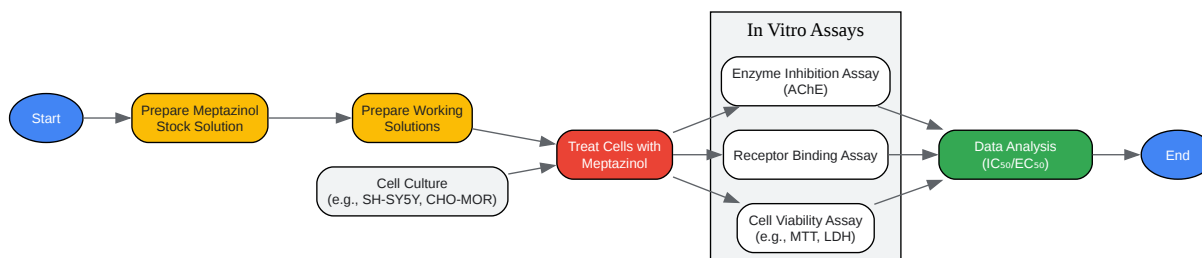 Start
Prepare Meptazinol
Stock Solution
Prepare Working
Solutions
Cell Culture
(e.g., SH-SY5Y, CHO-MOR)
Treat Cells with
Meptazinol
In Vitro Assays
Enzyme Inhibition Assay
(AChE)
Receptor Binding Assay
Cell Viability Assay
(e.g., MTT, LDH)
Data Analysis
(IC₅₀/EC₅₀)
End